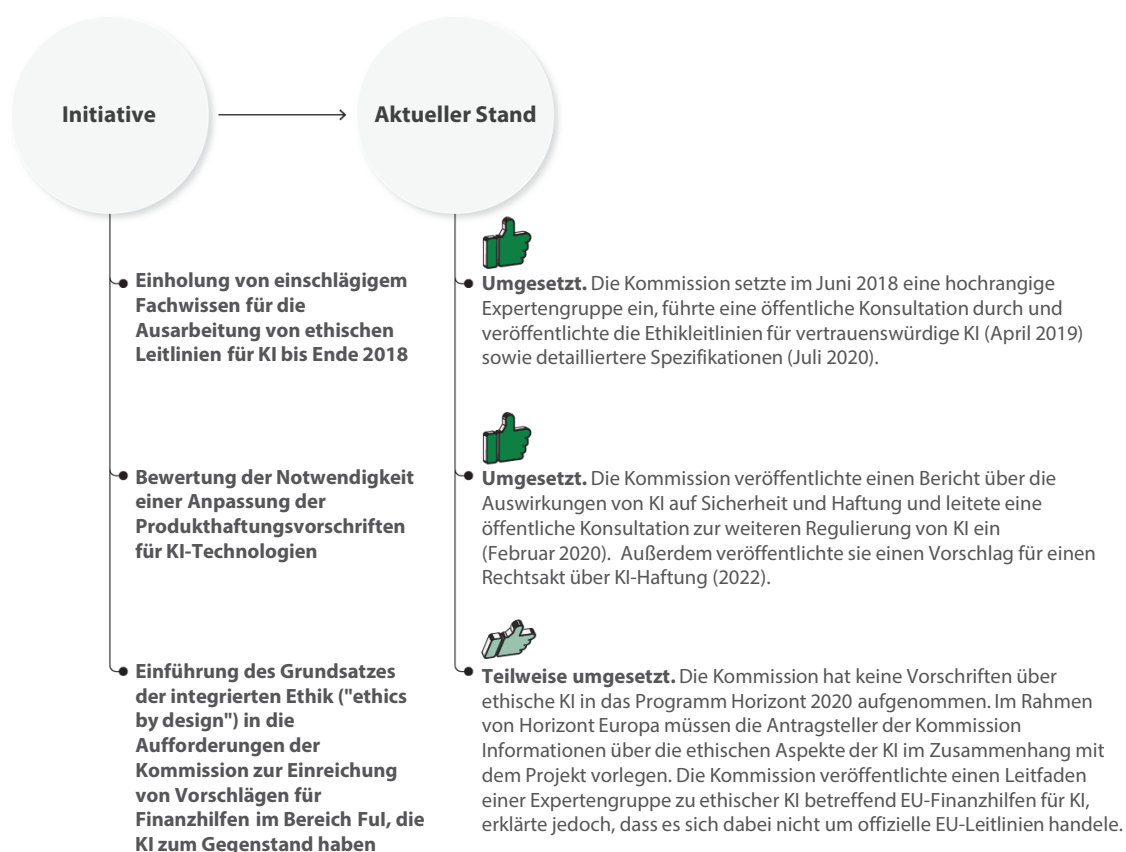 Initiative
Aktueller Stand
Einholung von einschlägigem
Fachwissen für die
Ausarbeitung von ethischen
Leitlinien für KI bis Ende 2018
Umgesetzt. Die Kommission setzte im Juni 2018 eine hochrangige
Expertengruppe ein, führte eine öffentliche Konsultation durch und
veröffentlichte die Ethikleitlinien für vertrauenswürdige KI (April 2019)
sowie detailliertere Spezifikationen (Juli 2020).
Bewertung der Notwendigkeit
einer Anpassung der
Produkthaftungsvorschriften
für KI-Technologien
Umgesetzt. Die Kommission veröffentlichte einen Bericht über die
Auswirkungen von KI auf Sicherheit und Haftung und leitete eine
öffentliche Konsultation zur weiteren Regulierung von KI ein
(Februar 2020). Außerdem veröffentlichte sie einen Vorschlag für einen
Rechtsakt über KI-Haftung (2022).
Einführung des Grundsatzes
der integrierten Ethik ("ethics
by design") in die
Aufforderungen der
Kommission zur Einreichung
von Vorschlägen für
Finanzhilfen im Bereich FuI, die
KI zum Gegenstand haben
Teilweise umgesetzt. Die Kommission hat keine Vorschriften über
ethische KI in das Programm Horizont 2020 aufgenommen. Im Rahmen
von Horizont Europa müssen die Antragsteller der Kommission
Informationen über die ethischen Aspekte der KI im Zusammenhang mit
dem Projekt vorlegen. Die Kommission veröffentlichte einen Leitfaden
einer Expertengruppe zu ethischer KI betreffend EU-Finanzhilfen für KI,
erklärte jedoch, dass es sich dabei nicht um offizielle EU-Leitlinien handele.